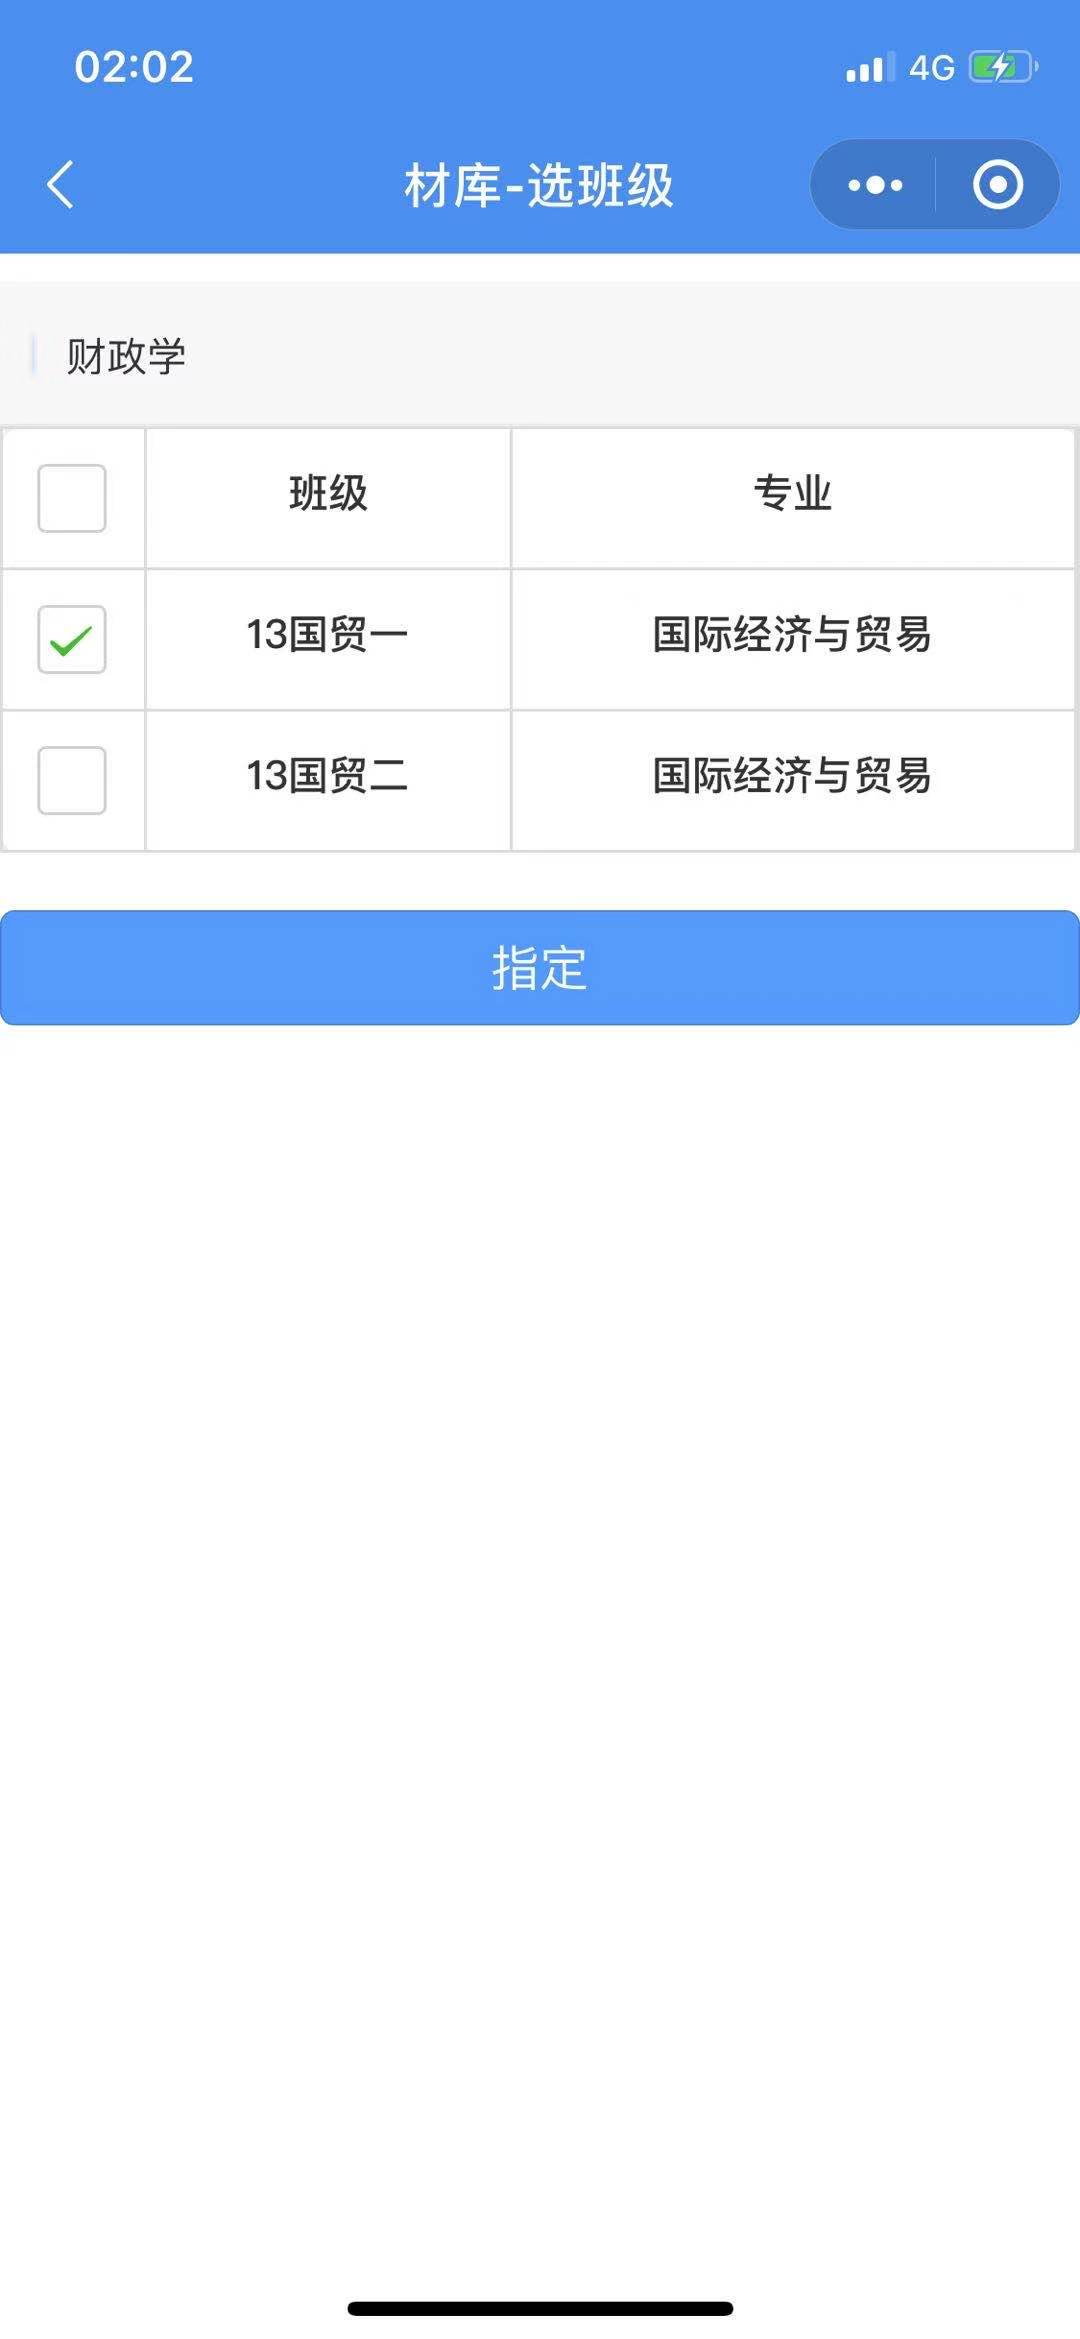 02:02 4G
材库-选班级
财政学
班级 专业
13国贸一 国际经济与贸易
13国贸二 国际经济与贸易
指定